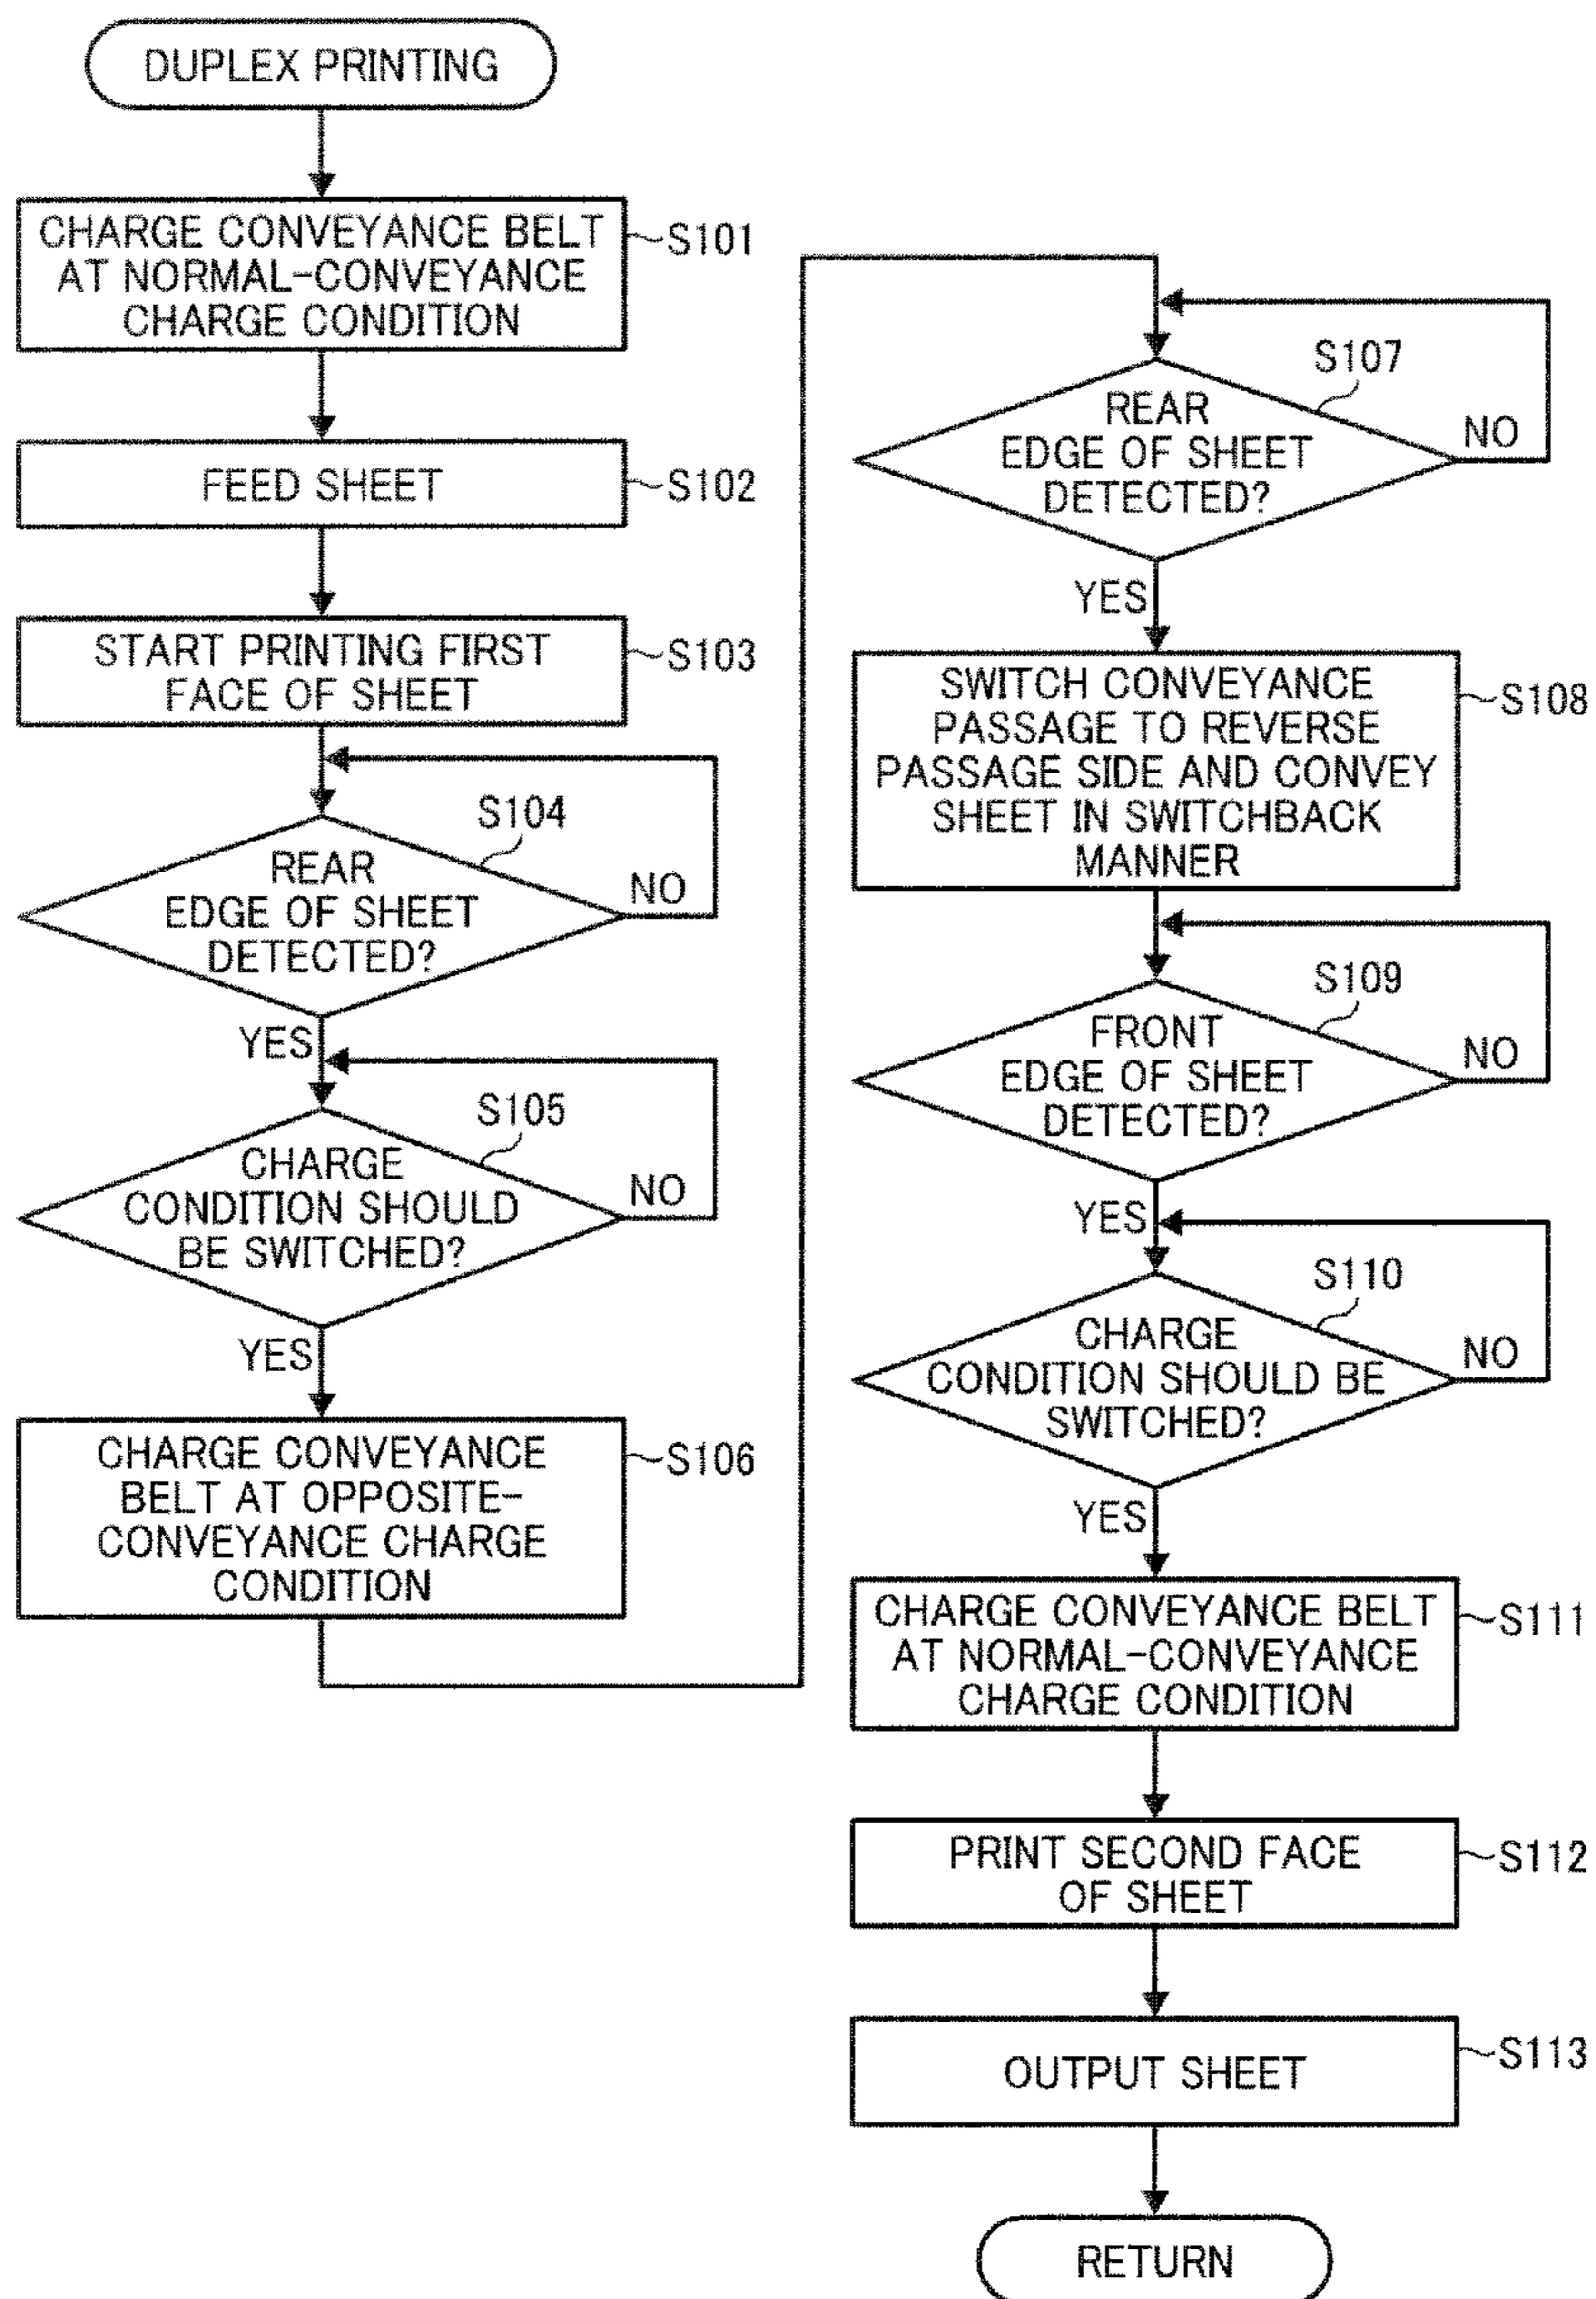 DUPLEX PRINTING
CHARGE CONVEYANCE BELT
AT NORMAL-CONVEYANCE
CHARGE CONDITION
S101
FEED SHEET
S102
START PRINTING FIRST
FACE OF SHEET
S103
S104
REAR
EDGE OF SHEET
DETECTED?
NO
YES
S105
CHARGE
CONDITION SHOULD
BE SWITCHED?
NO
YES
CHARGE CONVEYANCE
BELT AT OPPOSITE-
CONVEYANCE CHARGE
CONDITION
S106
S107
REAR
EDGE OF SHEET
DETECTED?
NO
YES
SWITCH CONVEYANCE
PASSAGE TO REVERSE
PASSAGE SIDE AND CONVEY
SHEET IN SWITCHBACK
MANNER
S108
S109
FRONT
EDGE OF SHEET
DETECTED?
NO
YES
S110
CHARGE
CONDITION SHOULD BE
SWITCHED?
NO
YES
CHARGE CONVEYANCE BELT
AT NORMAL-CONVEYANCE
CHARGE CONDITION
S111
PRINT SECOND FACE
OF SHEET
S112
OUTPUT SHEET
S113
RETURN